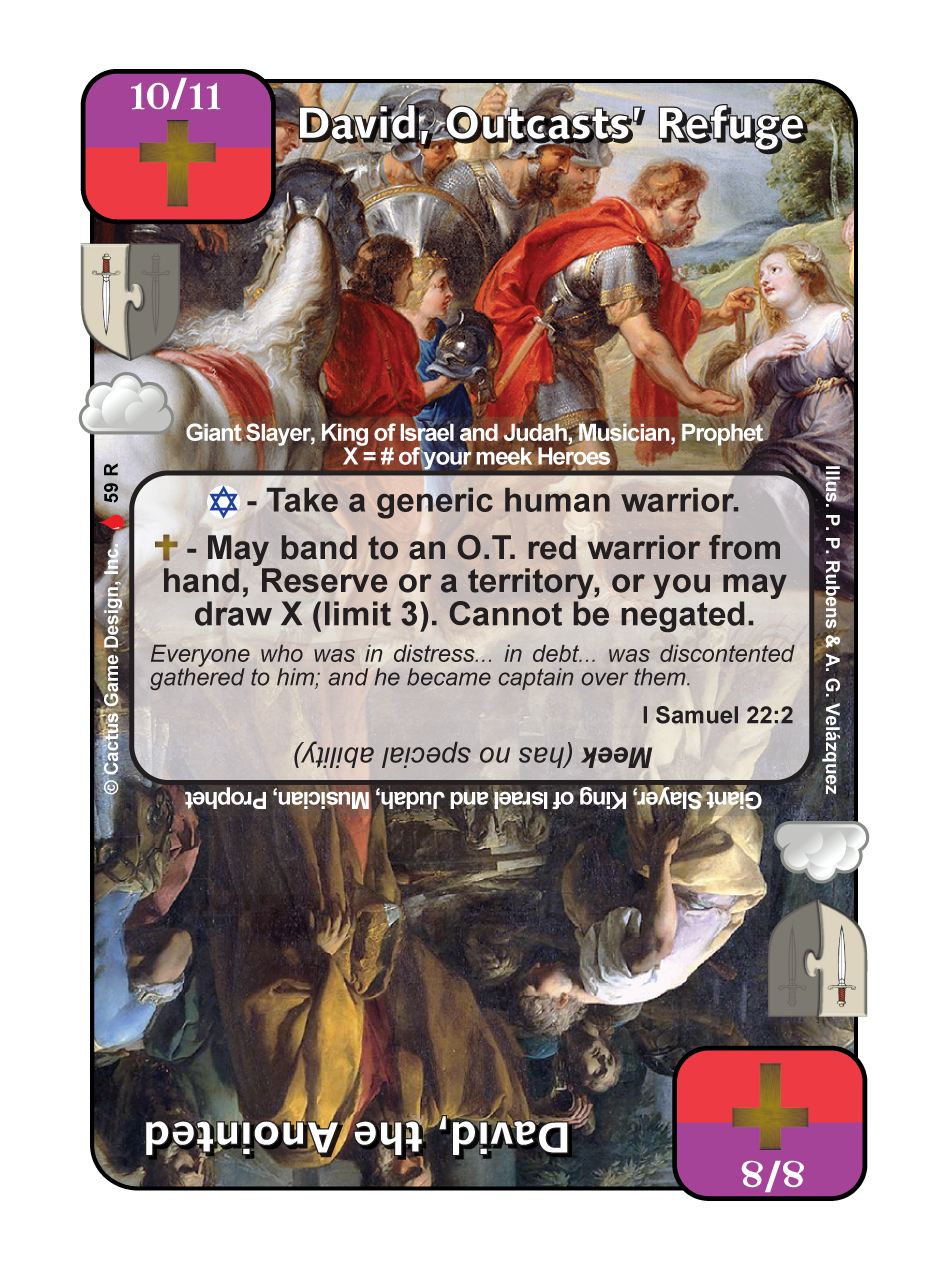 10/11
David, Outcasts' Refuge
Giant Slayer, King of Israel and Judah, Musician, Prophet
X = # of your meek Heroes
- Take a generic human warrior.
- May band to an O.T. red warrior from
hand, Reserve or a territory, or you may
draw X (limit 3). Cannot be negated.
Everyone who was in distress... in debt... was discontented
gathered to him; and he became captain over them.
I Samuel 22:2
Meek (has no special ability)
Giant Slayer, King of Israel and Judah, Musician, Prophet
David, the Anointed
8/8
© Cactus Game Design, Inc. 59 R
Illus. P. P. Rubens & A. G. Velázquez